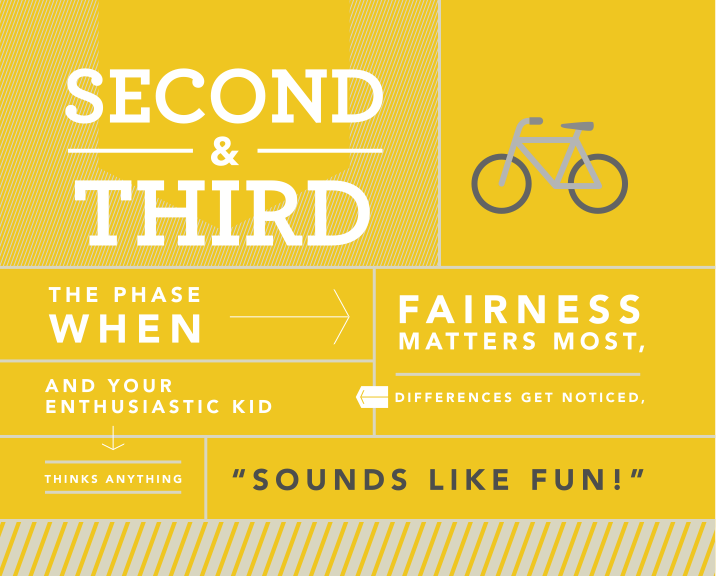 SECOND
&
THIRD
THE PHASE
WHEN
FAIRNESS
MATTERS MOST,
DIFFERENCES GET NOTICED,
AND YOUR
ENTHUSIASTIC KID
THINKS ANYTHING
“SOUNDS LIKE FUN!”